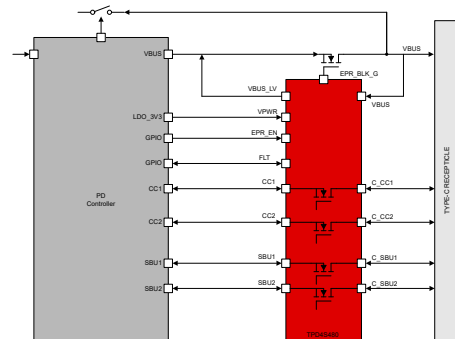 VBUS
VBUS
EPR_BLK_G
VBUS_LV
VBUS
LDO_3V3
VPWR
GPIO
EPR_EN
GPIO
FLT
PD
Controller
CC1
CC1
C_CC1
CC2
CC2
C_CC2
SBU1
SBU1
C_SBU1
SBU2
SBU2
C_SBU2
TYPE-C RECEPTICLE
TPD4S480